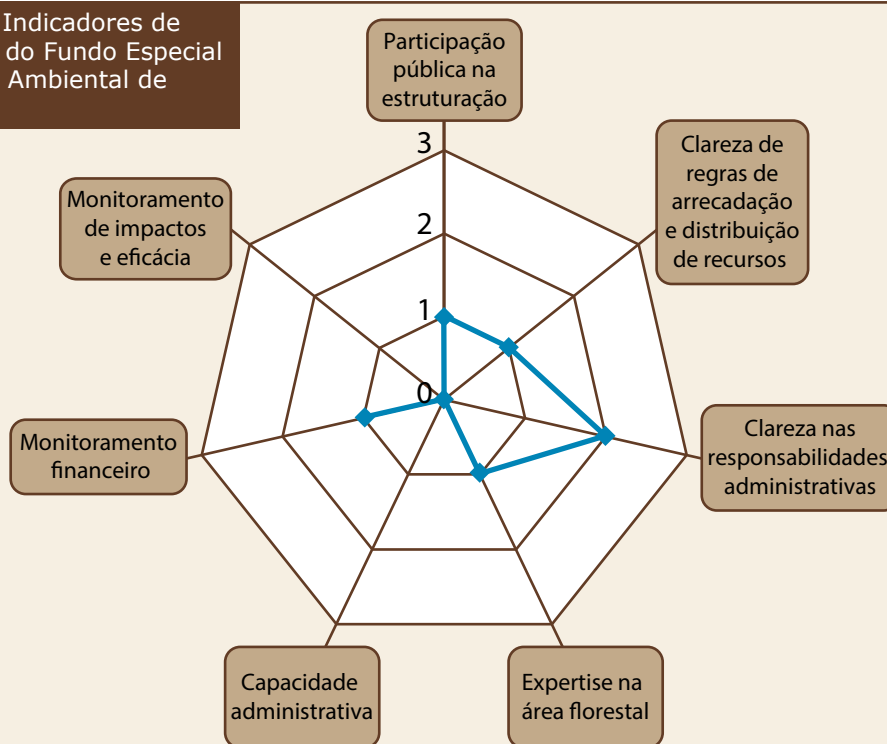 Indicadores de
do Fundo Especial
Ambiental de
Participação
pública na
estruturação
Clareza de
regras de
arrecadação
e distribuição
de recursos
Clareza nas
responsabilidades
administrativas
Expertise na
área florestal
Capacidade
administrativa
Monitoramento
financeiro
Monitoramento
de impactos
e eficácia
3
2
1
0